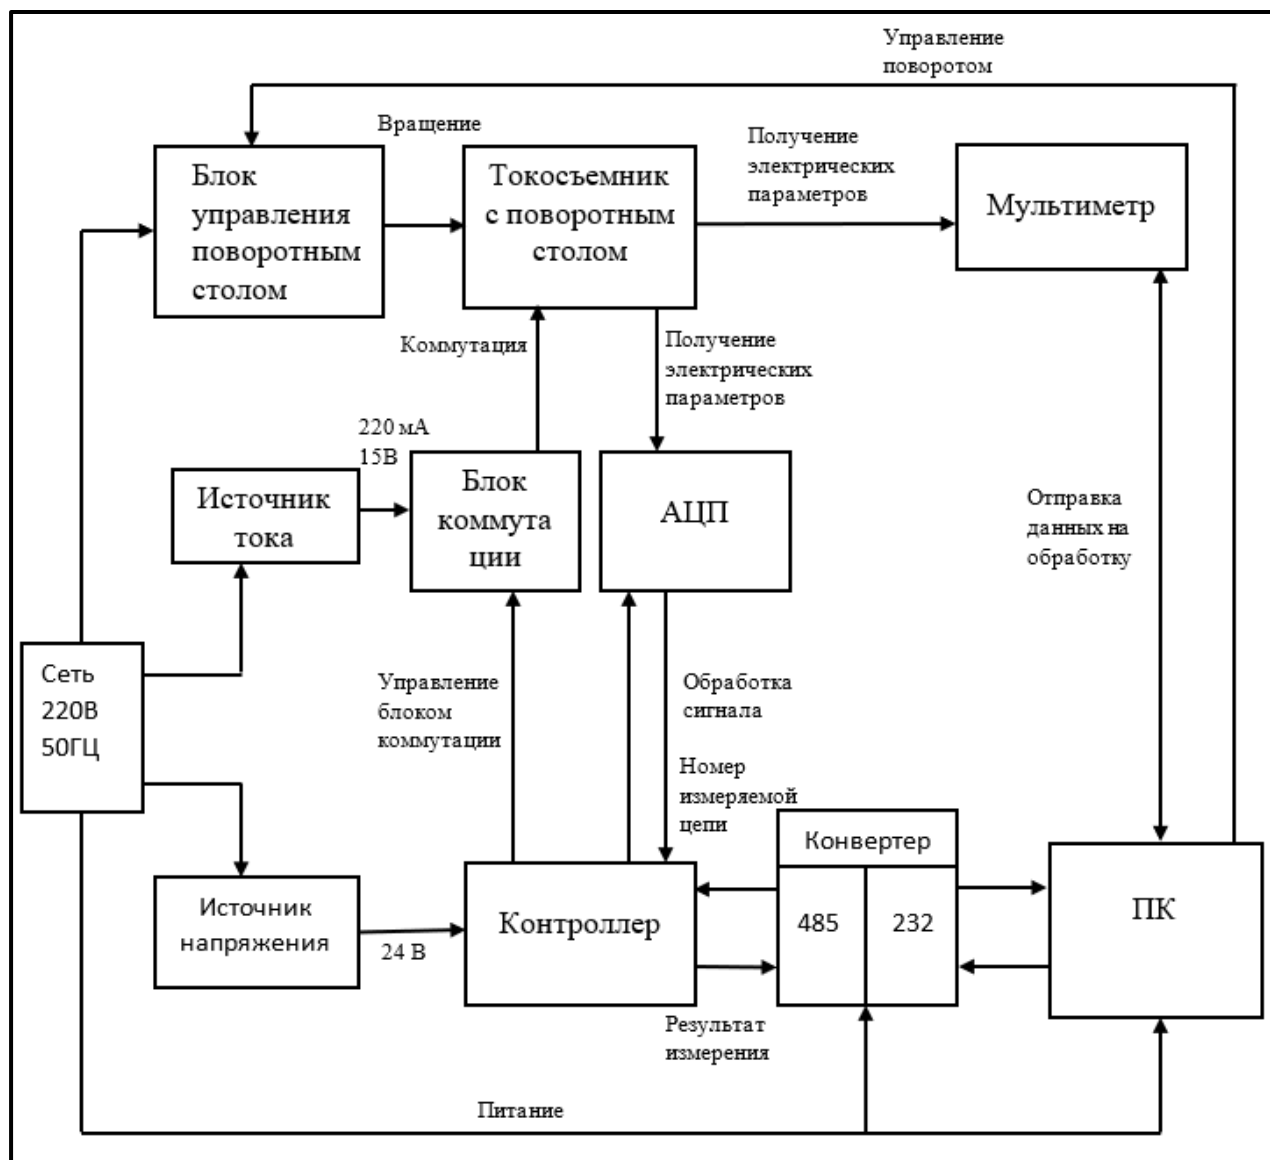 Управление
поворотом
Вращение
Блок
управления
поворотным
столом
Токосъемник
с поворотным
столом
Получение
электрических
параметров
Мультиметр
Коммутация
Получение
электрических
параметров
220 мА
15В
Источник
тока
Блок
коммута
ции
АЦП
Отправка
данных на
обработку
Сеть
220В
50ГЦ
Управление
блоком
коммутации
Обработка
сигнала
Номер
измеряемой
цепи
Конвертер
485
232
ПК
Источник
напряжения
24 В
Контроллер
Результат
измерения
Питание